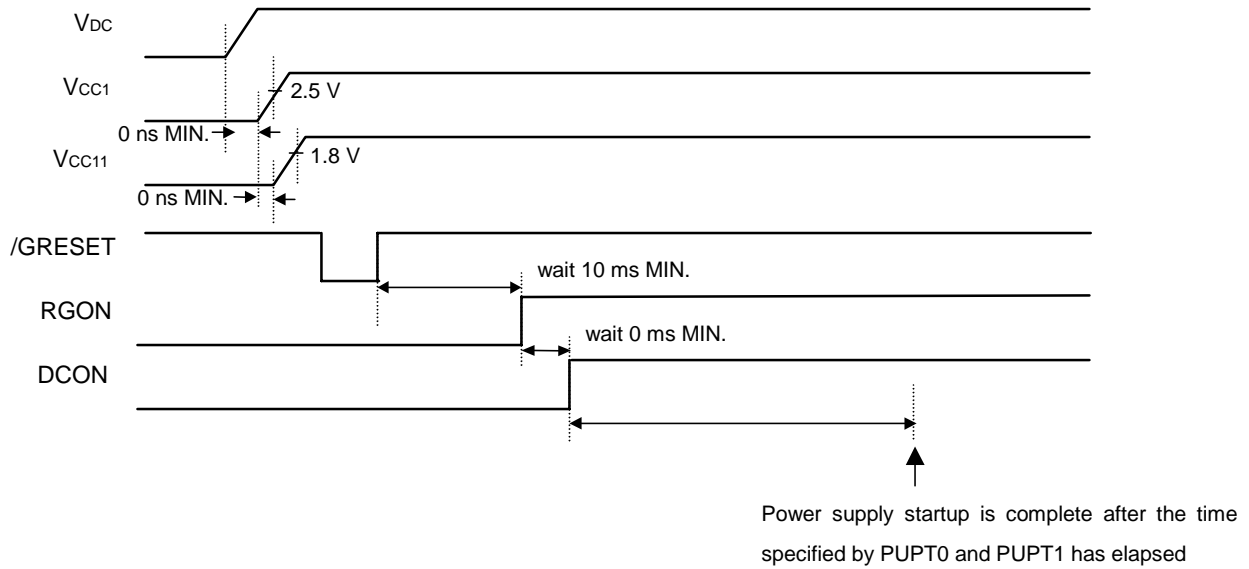 VDC
VCC1
2.5 V
0 ns MIN.
VCC11
1.8 V
0 ns MIN.
/GRESET
wait 10 ms MIN.
RGON
wait 0 ms MIN.
DCON
Power supply startup is complete after the time
specified by PUPT0 and PUPT1 has elapsed